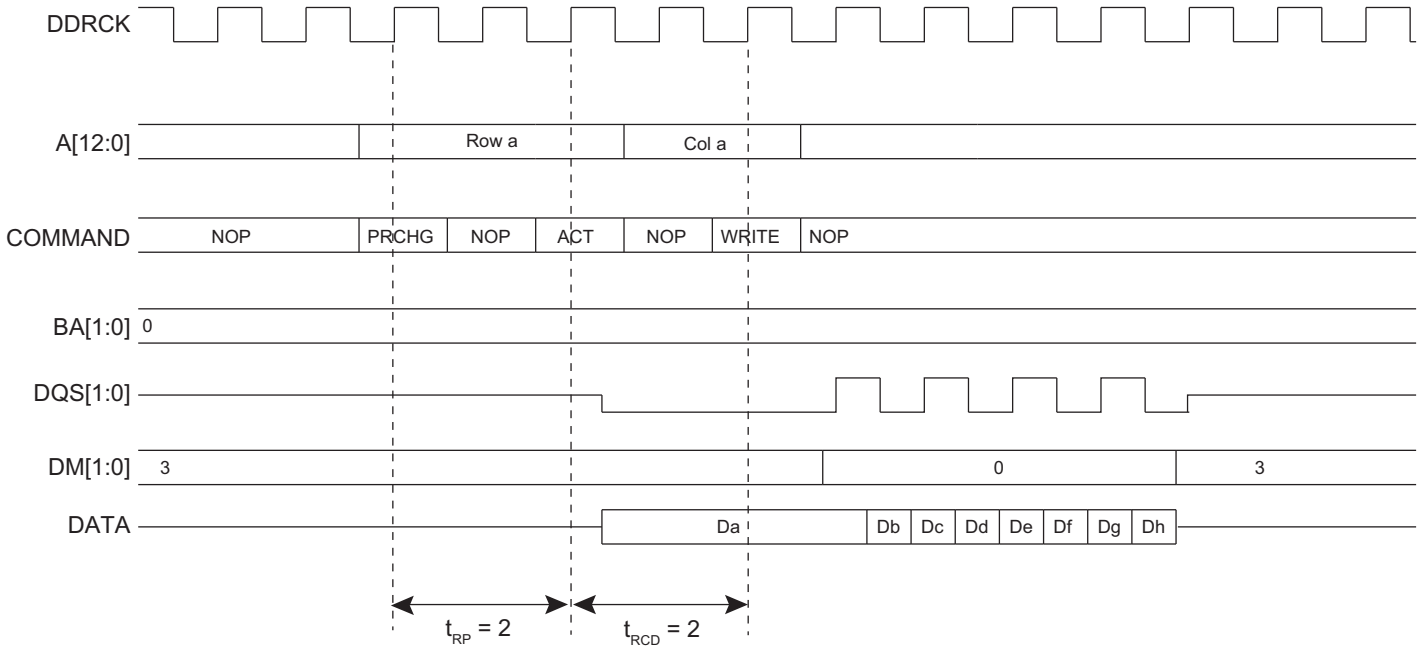 DDRCK
A[12:0] Row a Col a
COMMAND NOP PRCHG NOP ACT NOP WRITE NOP
BA[1:0] 0
DQS[1:0]
DM[1:0] 3 0 3
DATA Da Db Dc Dd De Df Dg Dh
tRP = 2 tRCD = 2